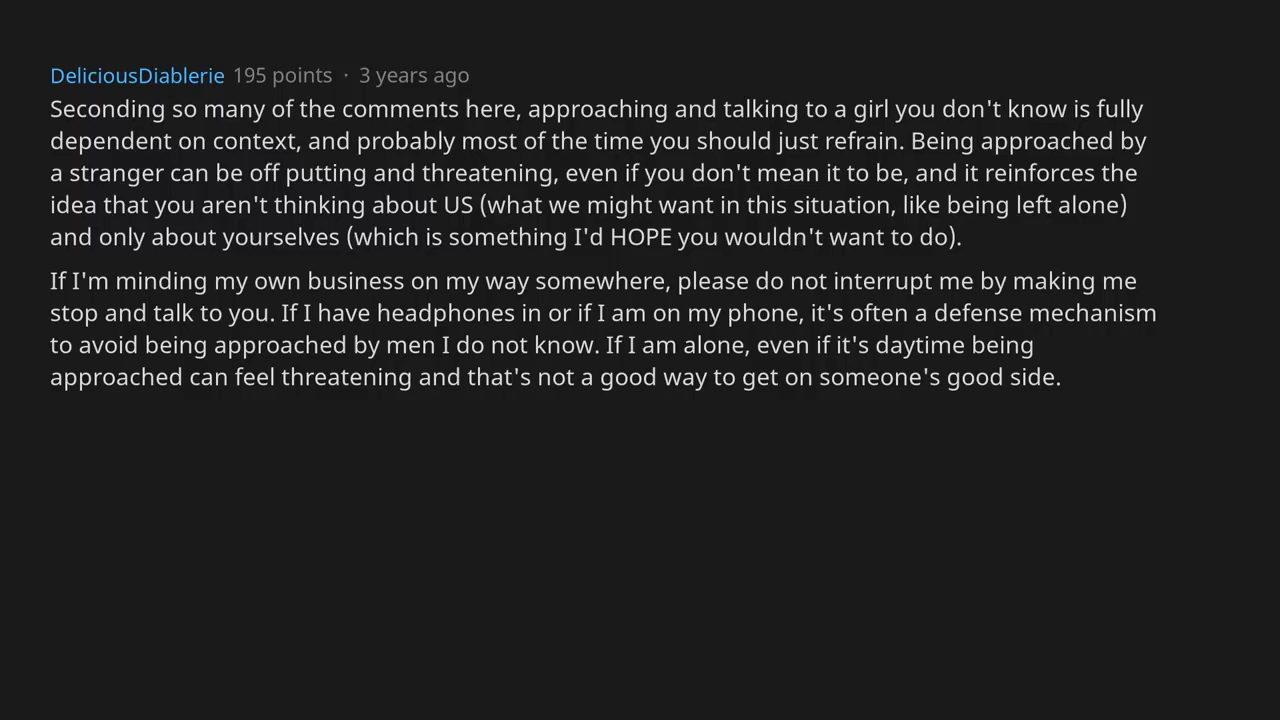 DeliciousDiablerie 195 points · 3 years ago
Seconding so many of the comments here, approaching and talking to a girl you don't know is fully
dependent on context, and probably most of the time you should just refrain. Being approached by
a stranger can be off putting and threatening, even if you don't mean it to be, and it reinforces the
idea that you aren't thinking about US (what we might want in this situation, like being left alone)
and only about yourselves (which is something I'd HOPE you wouldn't want to do).
If I'm minding my own business on my way somewhere, please do not interrupt me by making me
stop and talk to you. If I have headphones in or if I am on my phone, it's often a defense mechanism
to avoid being approached by men I do not know. If I am alone, even if it's daytime being
approached can feel threatening and that's not a good way to get on someone's good side.